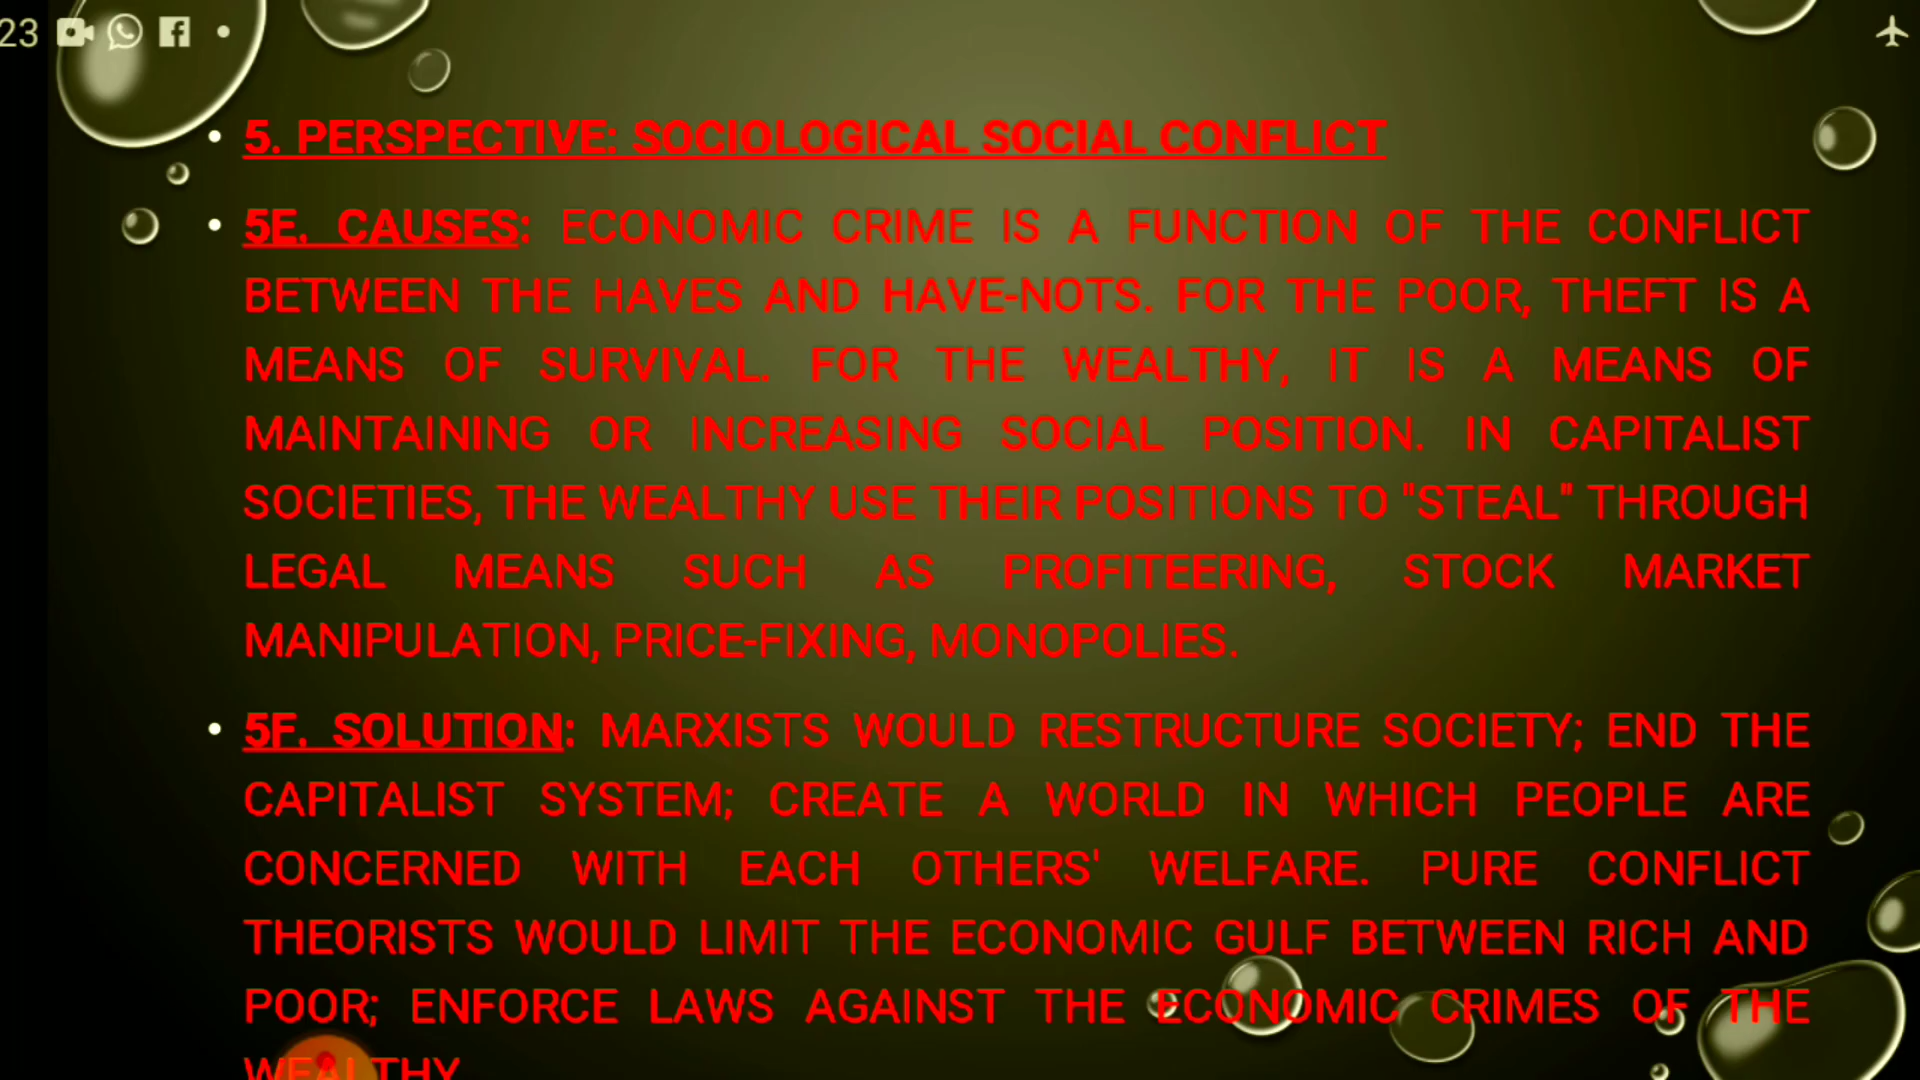 23
5. PERSPECTIVE: SOCIOLOGICAL SOCIAL CONFLICT
5E. CAUSES: ECONOMIC CRIME IS A FUNCTION OF THE CONFLICT
BETWEEN THE HAVES AND HAVE-NOTS. FOR THE POOR, THEFT IS A
MEANS OF SURVIVAL. FOR THE WEALTHY, IT IS A MEANS OF
MAINTAINING OR INCREASING SOCIAL POSITION. IN CAPITALIST
SOCIETIES, THE WEALTHY USE THEIR POSITIONS TO "STEAL" THROUGH
LEGAL MEANS SUCH AS PROFITEERING, STOCK MARKET
MANIPULATION, PRICE-FIXING, MONOPOLIES.
5F. SOLUTION: MARXISTS WOULD RESTRUCTURE SOCIETY; END THE
CAPITALIST SYSTEM; CREATE A WORLD IN WHICH PEOPLE ARE
CONCERNED WITH EACH OTHERS' WELFARE. PURE CONFLICT
THEORISTS WOULD LIMIT THE ECONOMIC GULF BETWEEN RICH AND
POOR; ENFORCE LAWS AGAINST THE ECONOMIC CRIMES OF THE
WEALTHY